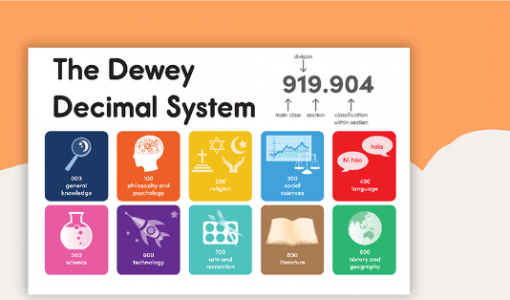 The Dewey
Decimal System
division
919.904
main class
section
classification
within section
000
general
knowledge
100
philosophy and
psychology
200
religion
300
social
sciences
hola
Ni hǎo
400
language
500
science
600
technology
700
arts and
recreation
800
literature
900
history and
geography